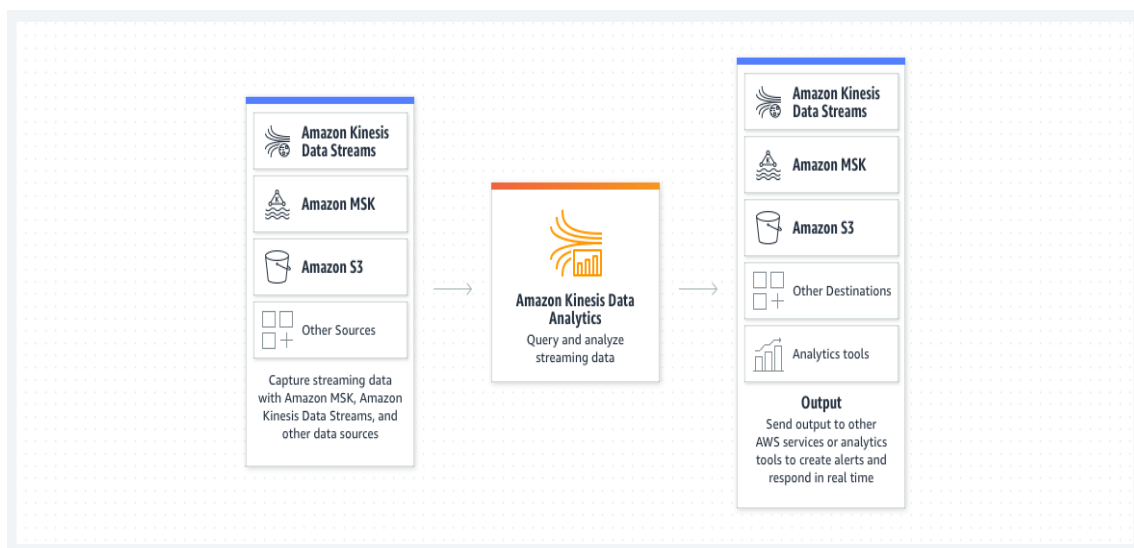 Amazon Kinesis
Data Streams
Amazon MSK
Amazon S3
Other Sources
Capture streaming data
with Amazon MSK, Amazon
Kinesis Data Streams, and
other data sources
Amazon Kinesis Data
Analytics
Query and analyze
streaming data
Amazon Kinesis
Data Streams
Amazon MSK
Amazon S3
Other Destinations
Analytics tools
Output
Send output to other
AWS services or analytics
tools to create alerts and
respond in real time